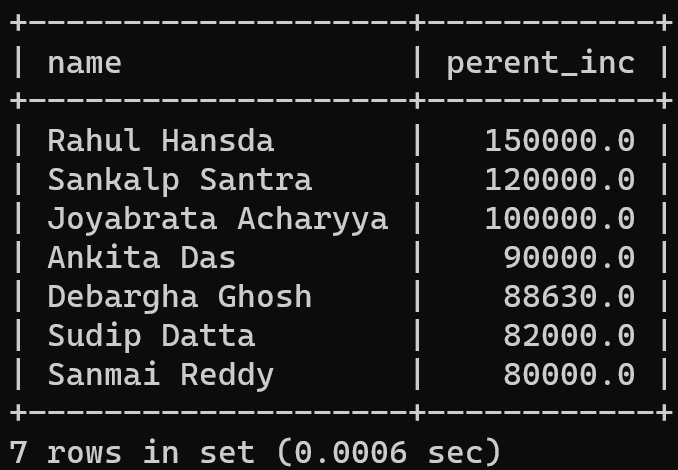 +--------------------+------------+
| name               | perent_inc |
+--------------------+------------+
| Rahul Hansda       |   150000.0 |
| Sankalp Santra     |   120000.0 |
| Joyabrata Acharyya |   100000.0 |
| Ankita Das         |    90000.0 |
| Debargha Ghosh     |    88630.0 |
| Sudip Datta        |    82000.0 |
| Sanmai Reddy       |    80000.0 |
+--------------------+------------+
7 rows in set (0.0006 sec)